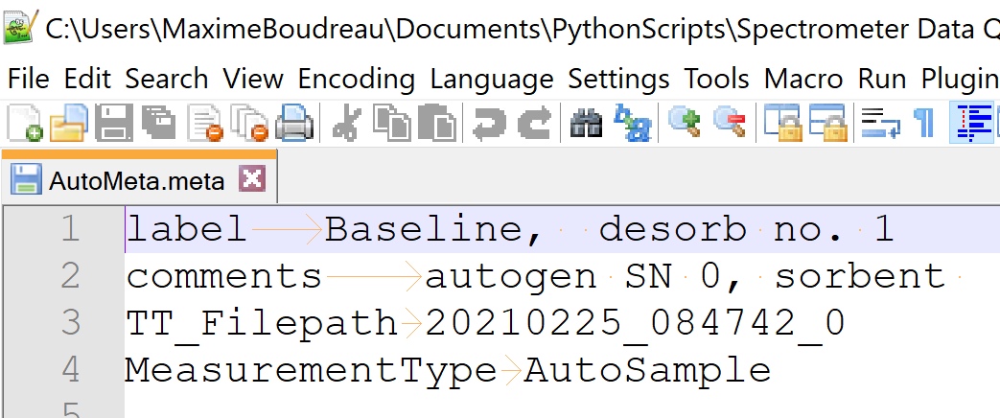 C:\Users\MaximeBoudreau\Documents\PythonScripts\Spectrometer Data Q
File Edit Search View Encoding Language Settings Tools Macro Run Plugin
AutoMeta.meta
1 label	Baseline,  desorb no. 1
2 comments	autogen SN 0, sorbent
3 TT_Filepath	20210225_084742_0
4 MeasurementType	AutoSample
5